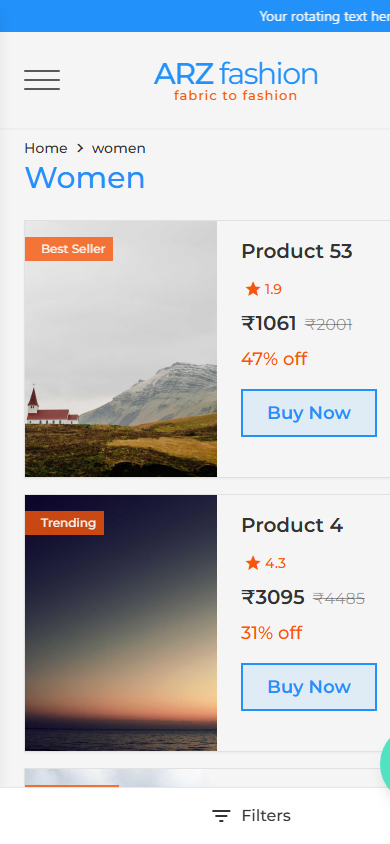 Your rotating text her
ARZ fashion
fabric to fashion
Home > women
Women
Best Seller
Product 53
1.9
₹1061 ₹2001
47% off
Buy Now
Trending
Product 4
4.3
₹3095 ₹4485
31% off
Buy Now
Filters